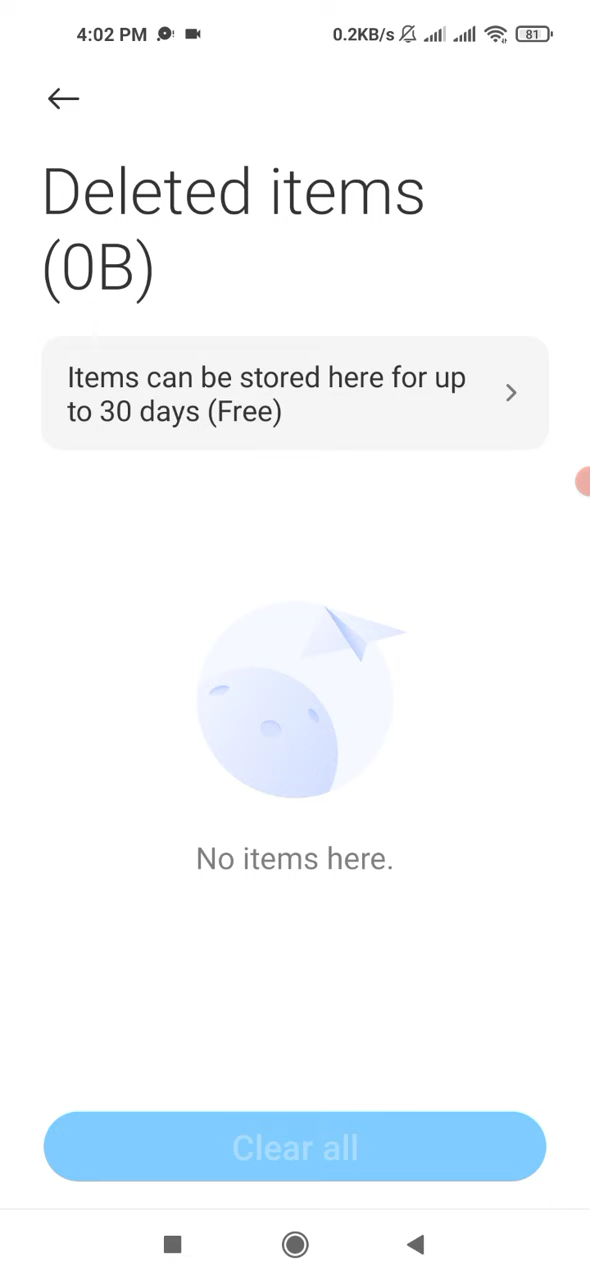 4:02 PM 0.2KB/s 81
Deleted items
(0B)
Items can be stored here for up
to 30 days (Free)
No items here.
Clear all